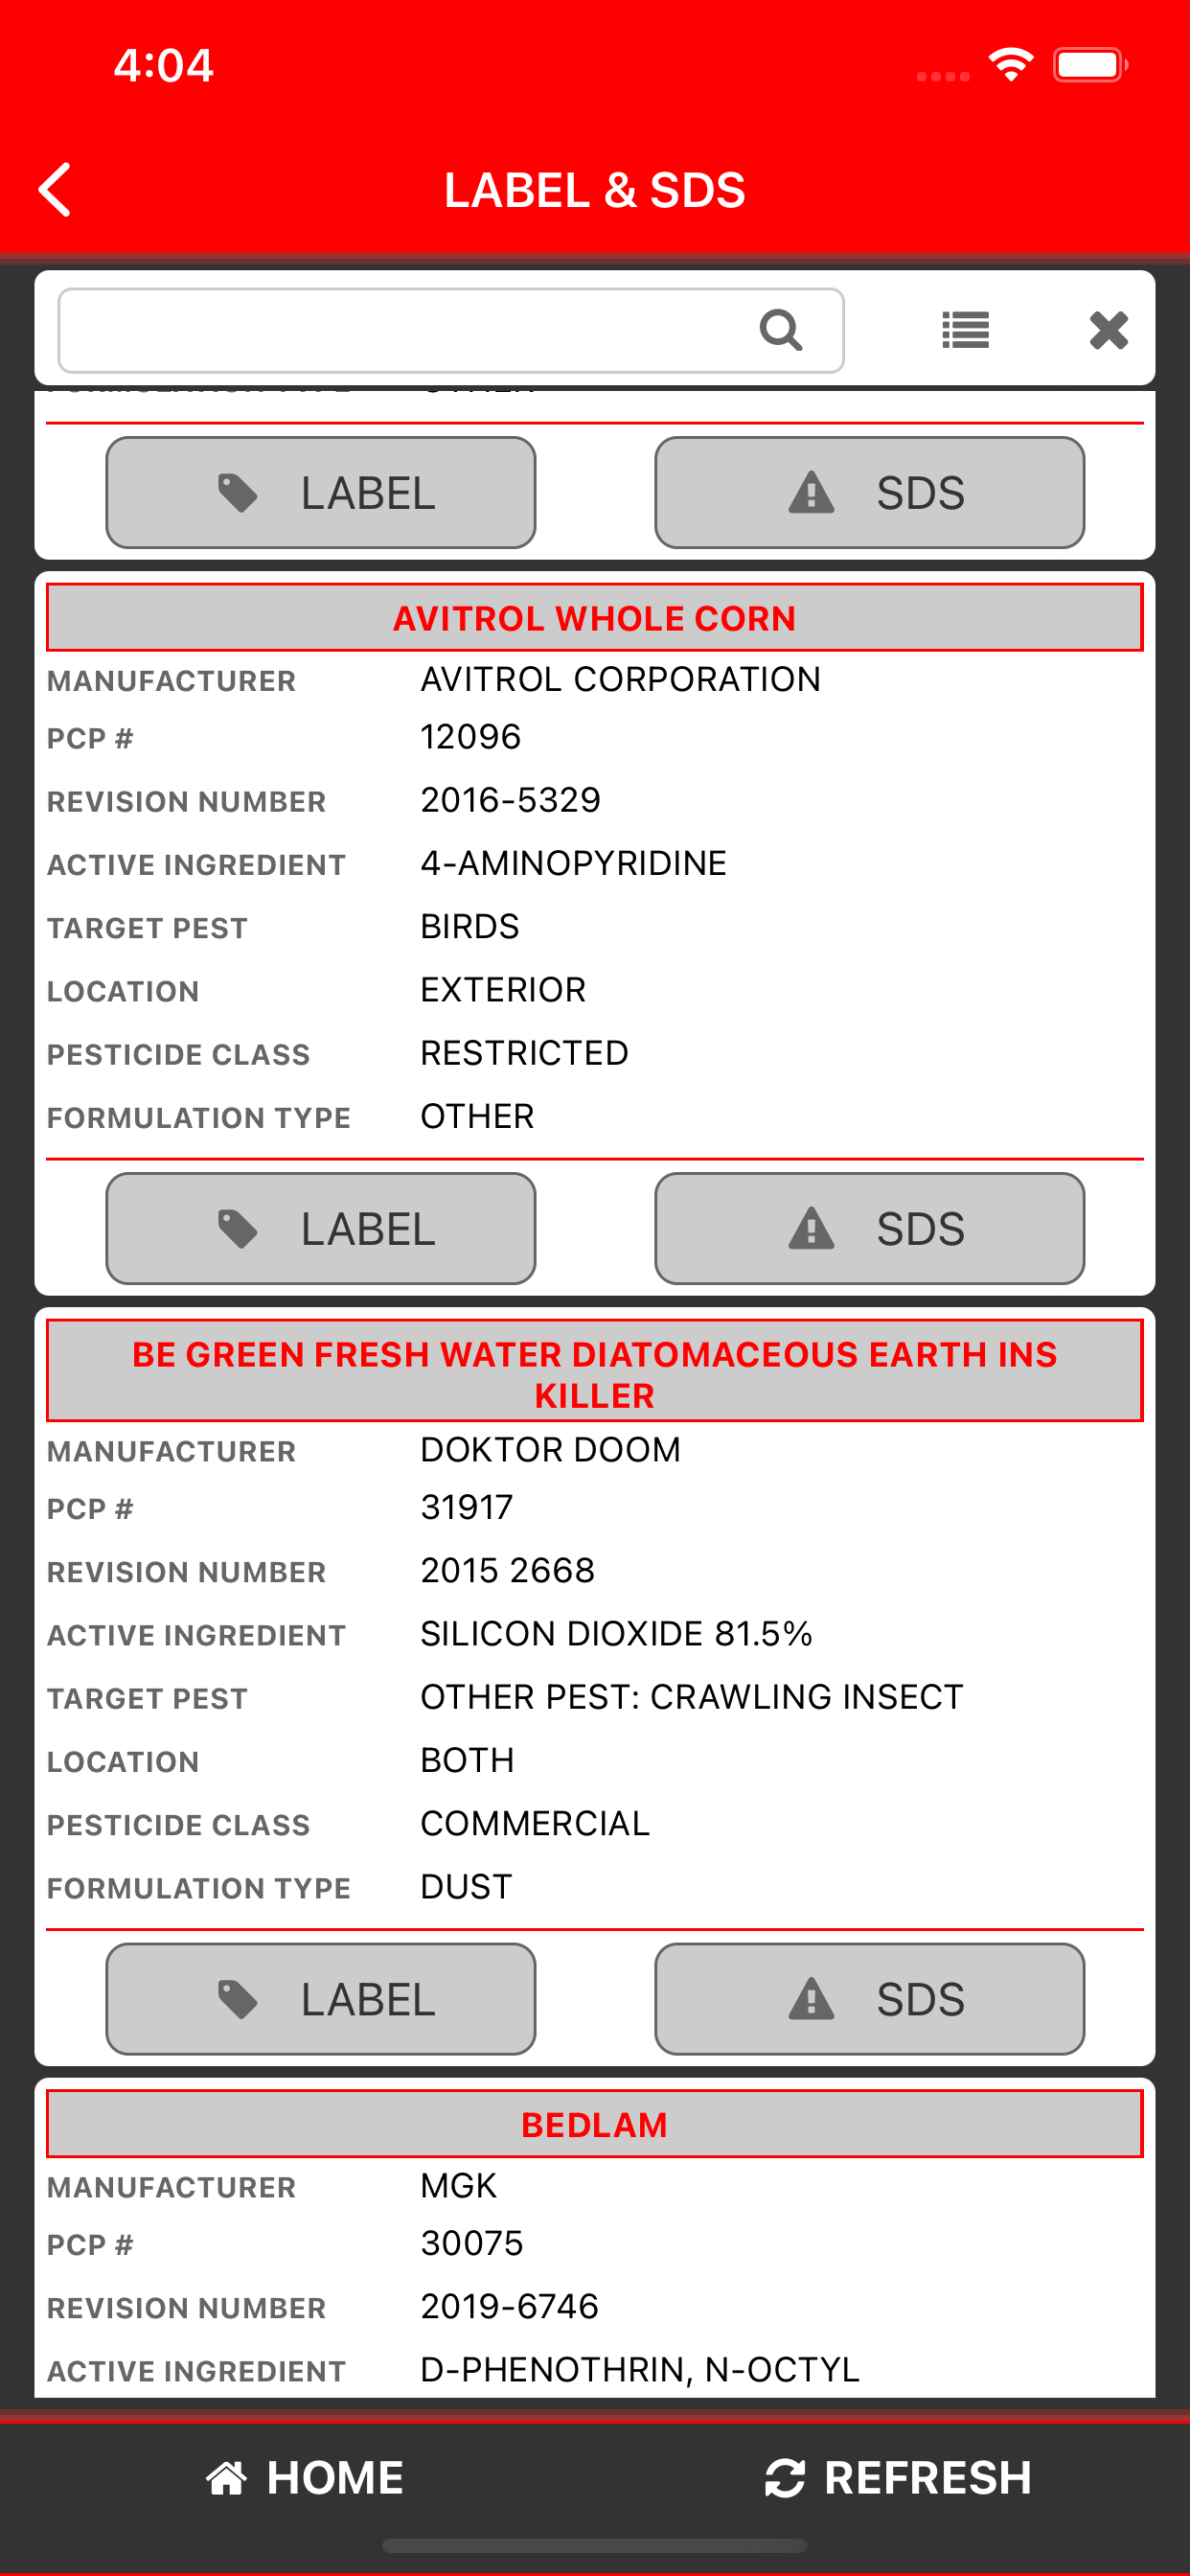 4:04
LABEL & SDS
LABEL
SDS
AVITROL WHOLE CORN
MANUFACTURER AVITROL CORPORATION
PCP # 12096
REVISION NUMBER 2016-5329
ACTIVE INGREDIENT 4-AMINOPYRIDINE
TARGET PEST BIRDS
LOCATION EXTERIOR
PESTICIDE CLASS RESTRICTED
FORMULATION TYPE OTHER
LABEL
SDS
BE GREEN FRESH WATER DIATOMACEOUS EARTH INS
KILLER
MANUFACTURER DOKTOR DOOM
PCP # 31917
REVISION NUMBER 2015 2668
ACTIVE INGREDIENT SILICON DIOXIDE 81.5%
TARGET PEST OTHER PEST: CRAWLING INSECT
LOCATION BOTH
PESTICIDE CLASS COMMERCIAL
FORMULATION TYPE DUST
LABEL
SDS
BEDLAM
MANUFACTURER MGK
PCP # 30075
REVISION NUMBER 2019-6746
ACTIVE INGREDIENT D-PHENOTHRIN, N-OCTYL
HOME
REFRESH